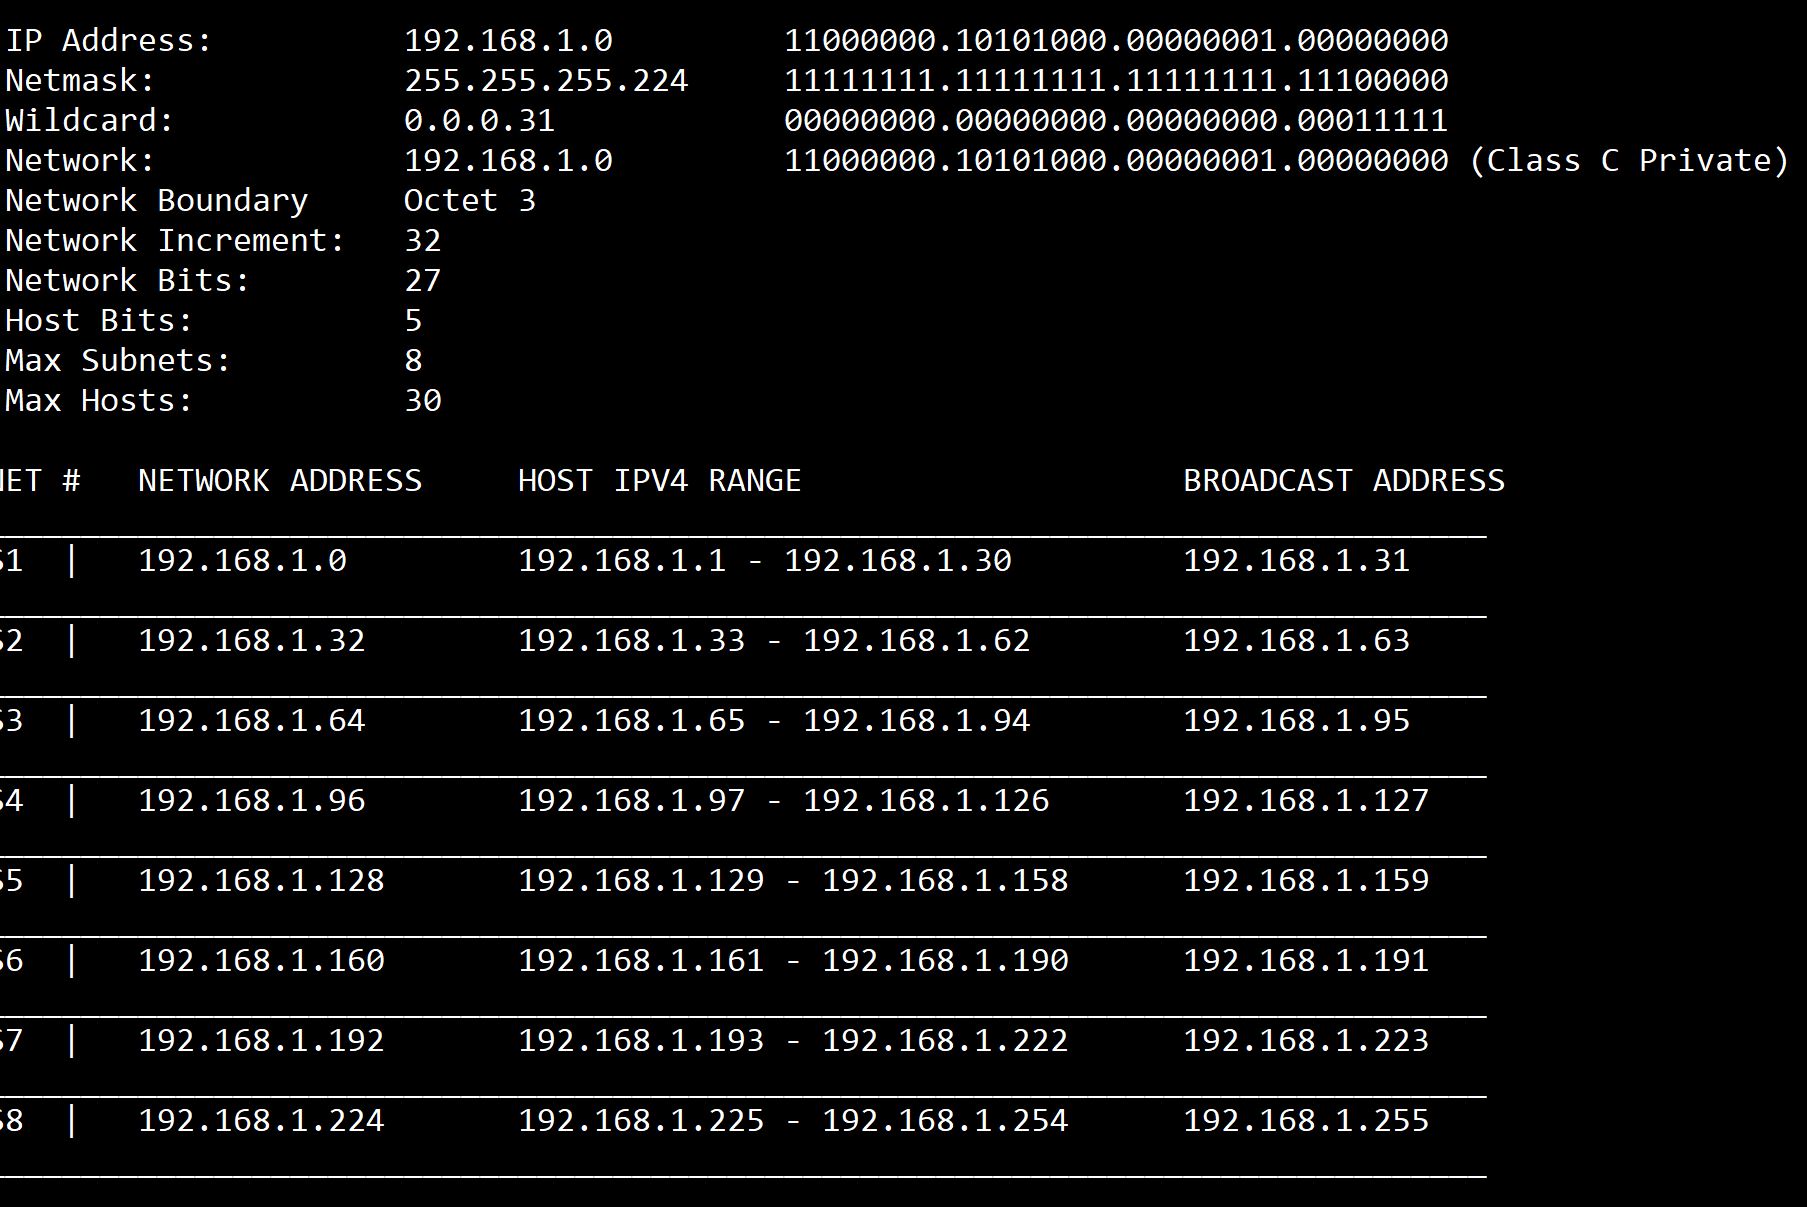 IP Address: 192.168.1.0 11000000.10101000.00000001.00000000
Netmask: 255.255.255.224 11111111.11111111.11111111.11100000
Wildcard: 0.0.0.31 00000000.00000000.00000000.00011111
Network: 192.168.1.0 11000000.10101000.00000001.00000000 (Class C Private)
Network Boundary Octet 3
Network Increment: 32
Network Bits: 27
Host Bits: 5
Max Subnets: 8
Max Hosts: 30
NET # NETWORK ADDRESS HOST IPV4 RANGE BROADCAST ADDRESS
S1 | 192.168.1.0 192.168.1.1 - 192.168.1.30 192.168.1.31
S2 | 192.168.1.32 192.168.1.33 - 192.168.1.62 192.168.1.63
S3 | 192.168.1.64 192.168.1.65 - 192.168.1.94 192.168.1.95
S4 | 192.168.1.96 192.168.1.97 - 192.168.1.126 192.168.1.127
S5 | 192.168.1.128 192.168.1.129 - 192.168.1.158 192.168.1.159
S6 | 192.168.1.160 192.168.1.161 - 192.168.1.190 192.168.1.191
S7 | 192.168.1.192 192.168.1.193 - 192.168.1.222 192.168.1.223
S8 | 192.168.1.224 192.168.1.225 - 192.168.1.254 192.168.1.255